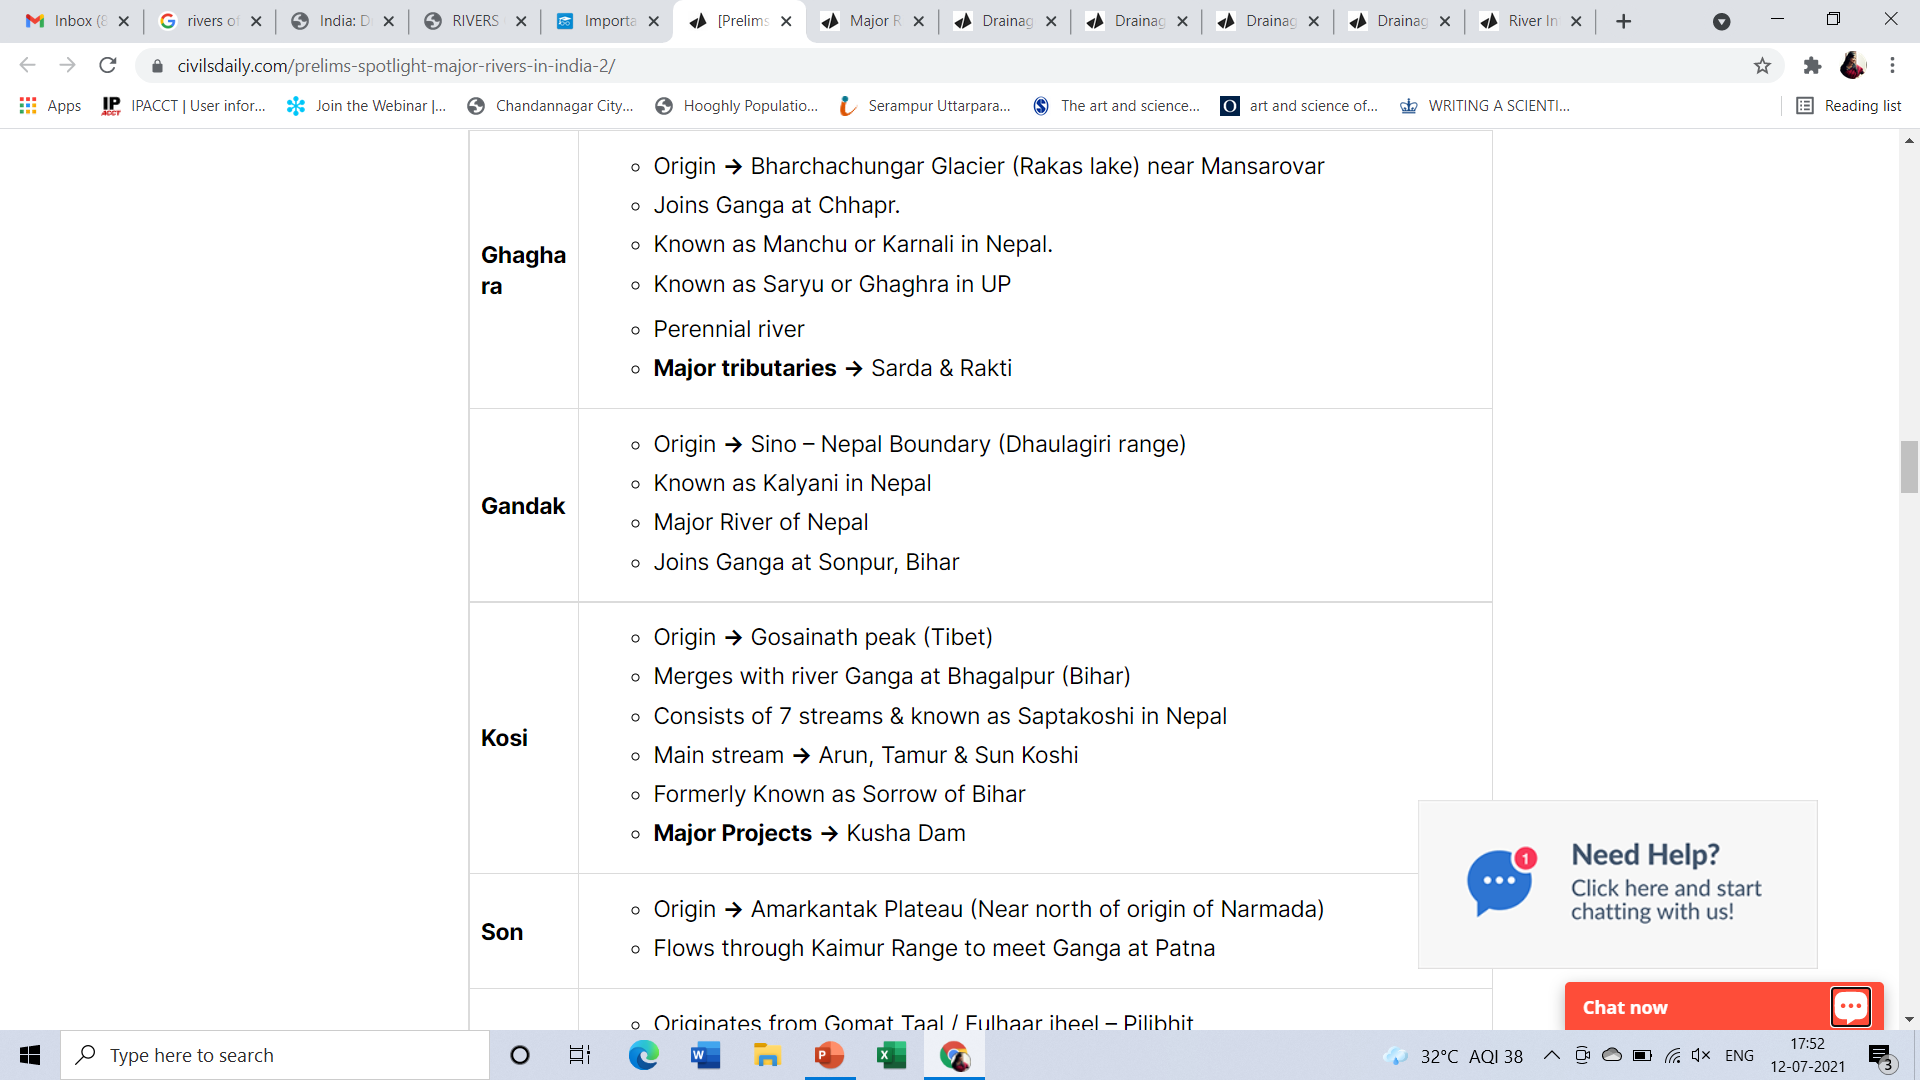 Inbox (8
rivers of
India: D
RIVERS
Importa
[Prelims
Major R
Drainag
Drainag
Drainag
Drainag
River In
civilsdaily.com/prelims-spotlight-major-rivers-in-india-2/
Apps
IPACCT | User infor...
Join the Webinar |...
Chandannagar City...
Hooghly Populatio...
Serampur Uttarpara...
The art and science...
art and science of...
WRITING A SCIENTI...
Reading list
Ghagha
ra
Origin → Bharchachungar Glacier (Rakas lake) near Mansarovar
Joins Ganga at Chhapr.
Known as Manchu or Karnali in Nepal.
Known as Saryu or Ghaghra in UP
Perennial river
Major tributaries → Sarda & Rakti
Gandak
Origin → Sino – Nepal Boundary (Dhaulagiri range)
Known as Kalyani in Nepal
Major River of Nepal
Joins Ganga at Sonpur, Bihar
Kosi
Origin → Gosainath peak (Tibet)
Merges with river Ganga at Bhagalpur (Bihar)
Consists of 7 streams & known as Saptakoshi in Nepal
Main stream → Arun, Tamur & Sun Koshi
Formerly Known as Sorrow of Bihar
Major Projects → Kusha Dam
Son
Origin → Amarkantak Plateau (Near north of origin of Narmada)
Flows through Kaimur Range to meet Ganga at Patna
Originates from Gomat Taal / Fulhaar jheel – Pilibhit
1
Need Help?
Click here and start
chatting with us!
Chat now
Type here to search
32°C AQI 38
ENG
17:52
12-07-2021
3